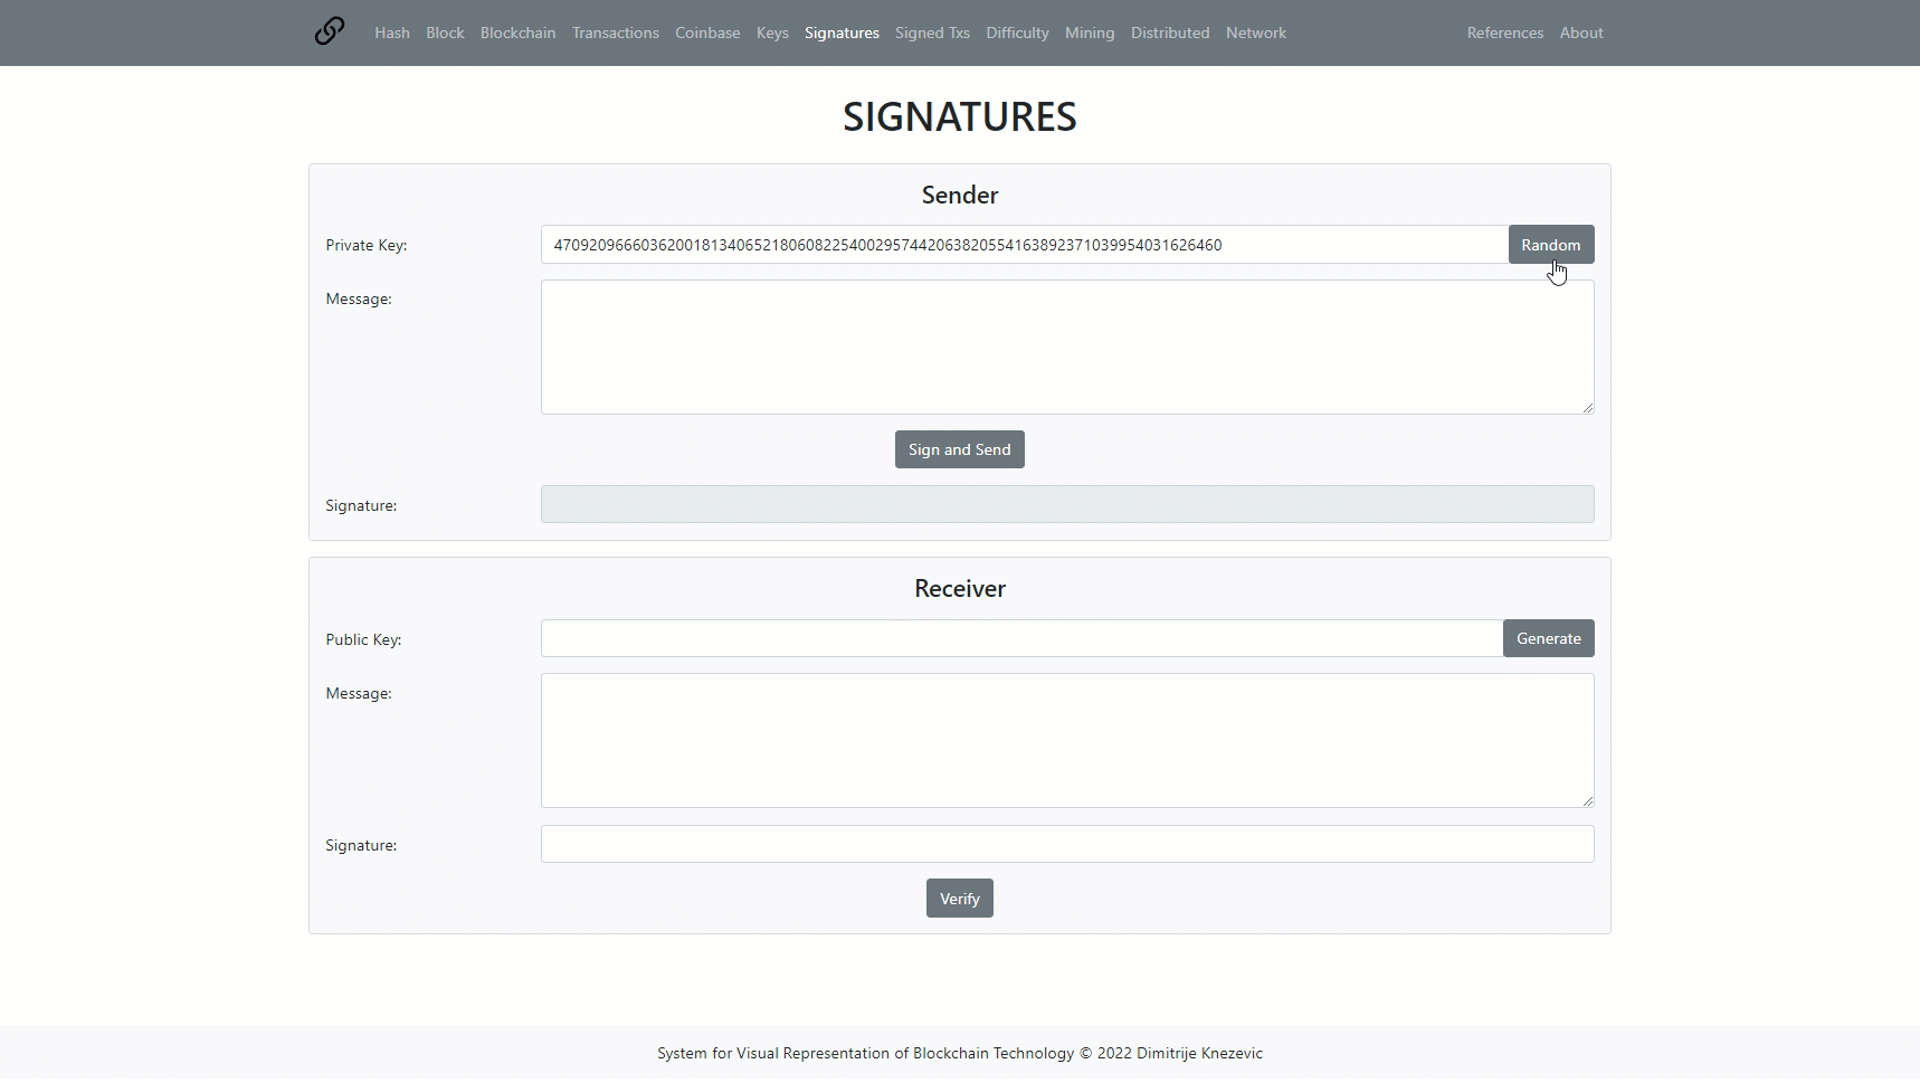 Hash Block Blockchain Transactions Coinbase Keys Signatures Signed Txs Difficulty Mining Distributed Network References About
SIGNATURES
Sender
Private Key: 47092096660362001813406521806082254002957442063820554163892371039954031626460 Random
Message:
Sign and Send
Signature:
Receiver
Public Key: Generate
Message:
Signature:
Verify
System for Visual Representation of Blockchain Technology © 2022 Dimitrije Knezevic